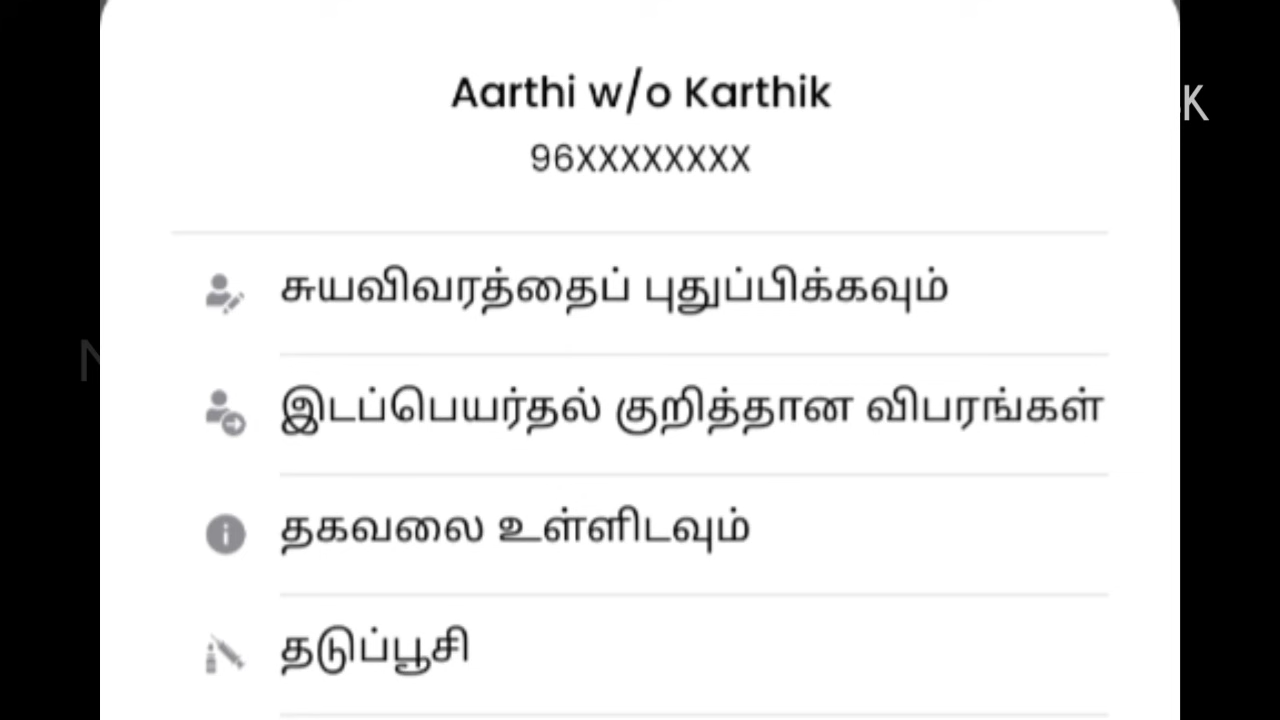 Aarthi w/o Karthik
96XXXXXXXX
சுயவிவரத்தைப் புதுப்பிக்கவும்
இடப்பெயர்தல் குறித்தான விபரங்கள்
தகவலை உள்ளிடவும்
தடுப்பூசி